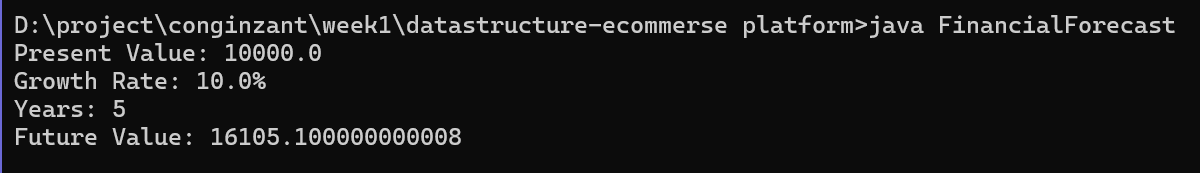 D:\project\conginzant\week1\datastructure-ecommerse platform>java FinancialForecast
Present Value: 10000.0
Growth Rate: 10.0%
Years: 5
Future Value: 16105.100000000008